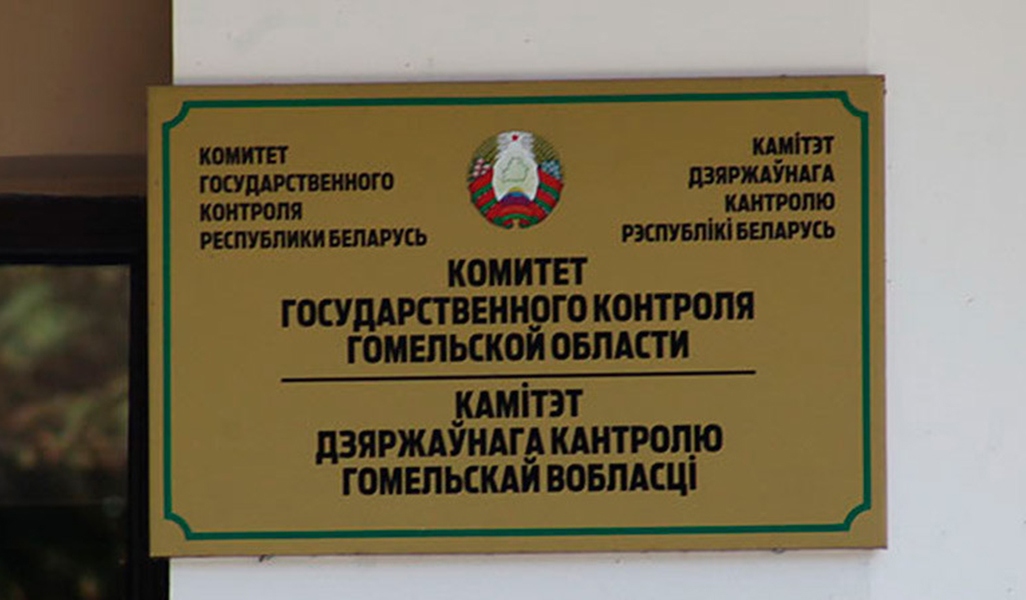 КОМИТЕТ
ГОСУДАРСТВЕННОГО
КОНТРОЛЯ
РЕСПУБЛИКИ БЕЛАРУСЬ
КАМІТЭТ
ДЗЯРЖАЎНАГА
КАНТРОЛЮ
РЭСПУБЛІКІ БЕЛАРУСЬ
КОМИТЕТ
ГОСУДАРСТВЕННОГО КОНТРОЛЯ
ГОМЕЛЬСКОЙ ОБЛАСТИ
КАМІТЭТ
ДЗЯРЖАЎНАГА КАНТРОЛЮ
ГОМЕЛЬСКАЙ ВОБЛАСЦІ